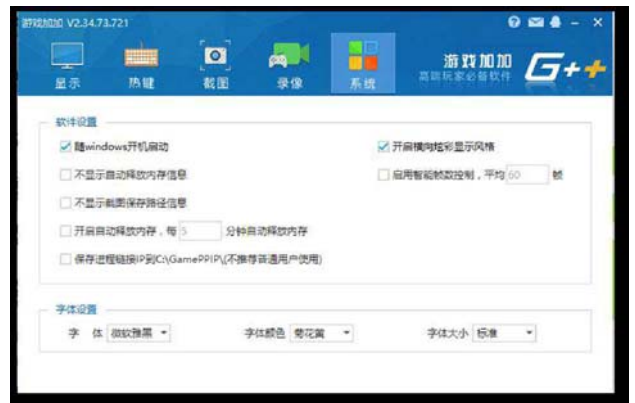 游戏加加 V2.34.73.721
显示 热键 截图 录像 系统
游戏加加
高端玩家必备软件
G++
软件设置
随windows开机启动 开启横向炫彩显示风格
不显示自动释放内存信息 启用智能帧数控制，平均 60 帧
不显示截图保存路径信息
开启自动释放内存，每 5 分钟自动释放内存
保存进程链接IP到C:\GamePPIP\(不推荐普通用户使用)
字体设置
字 体 微软雅黑 字体颜色 菊花黄 字体大小 标准